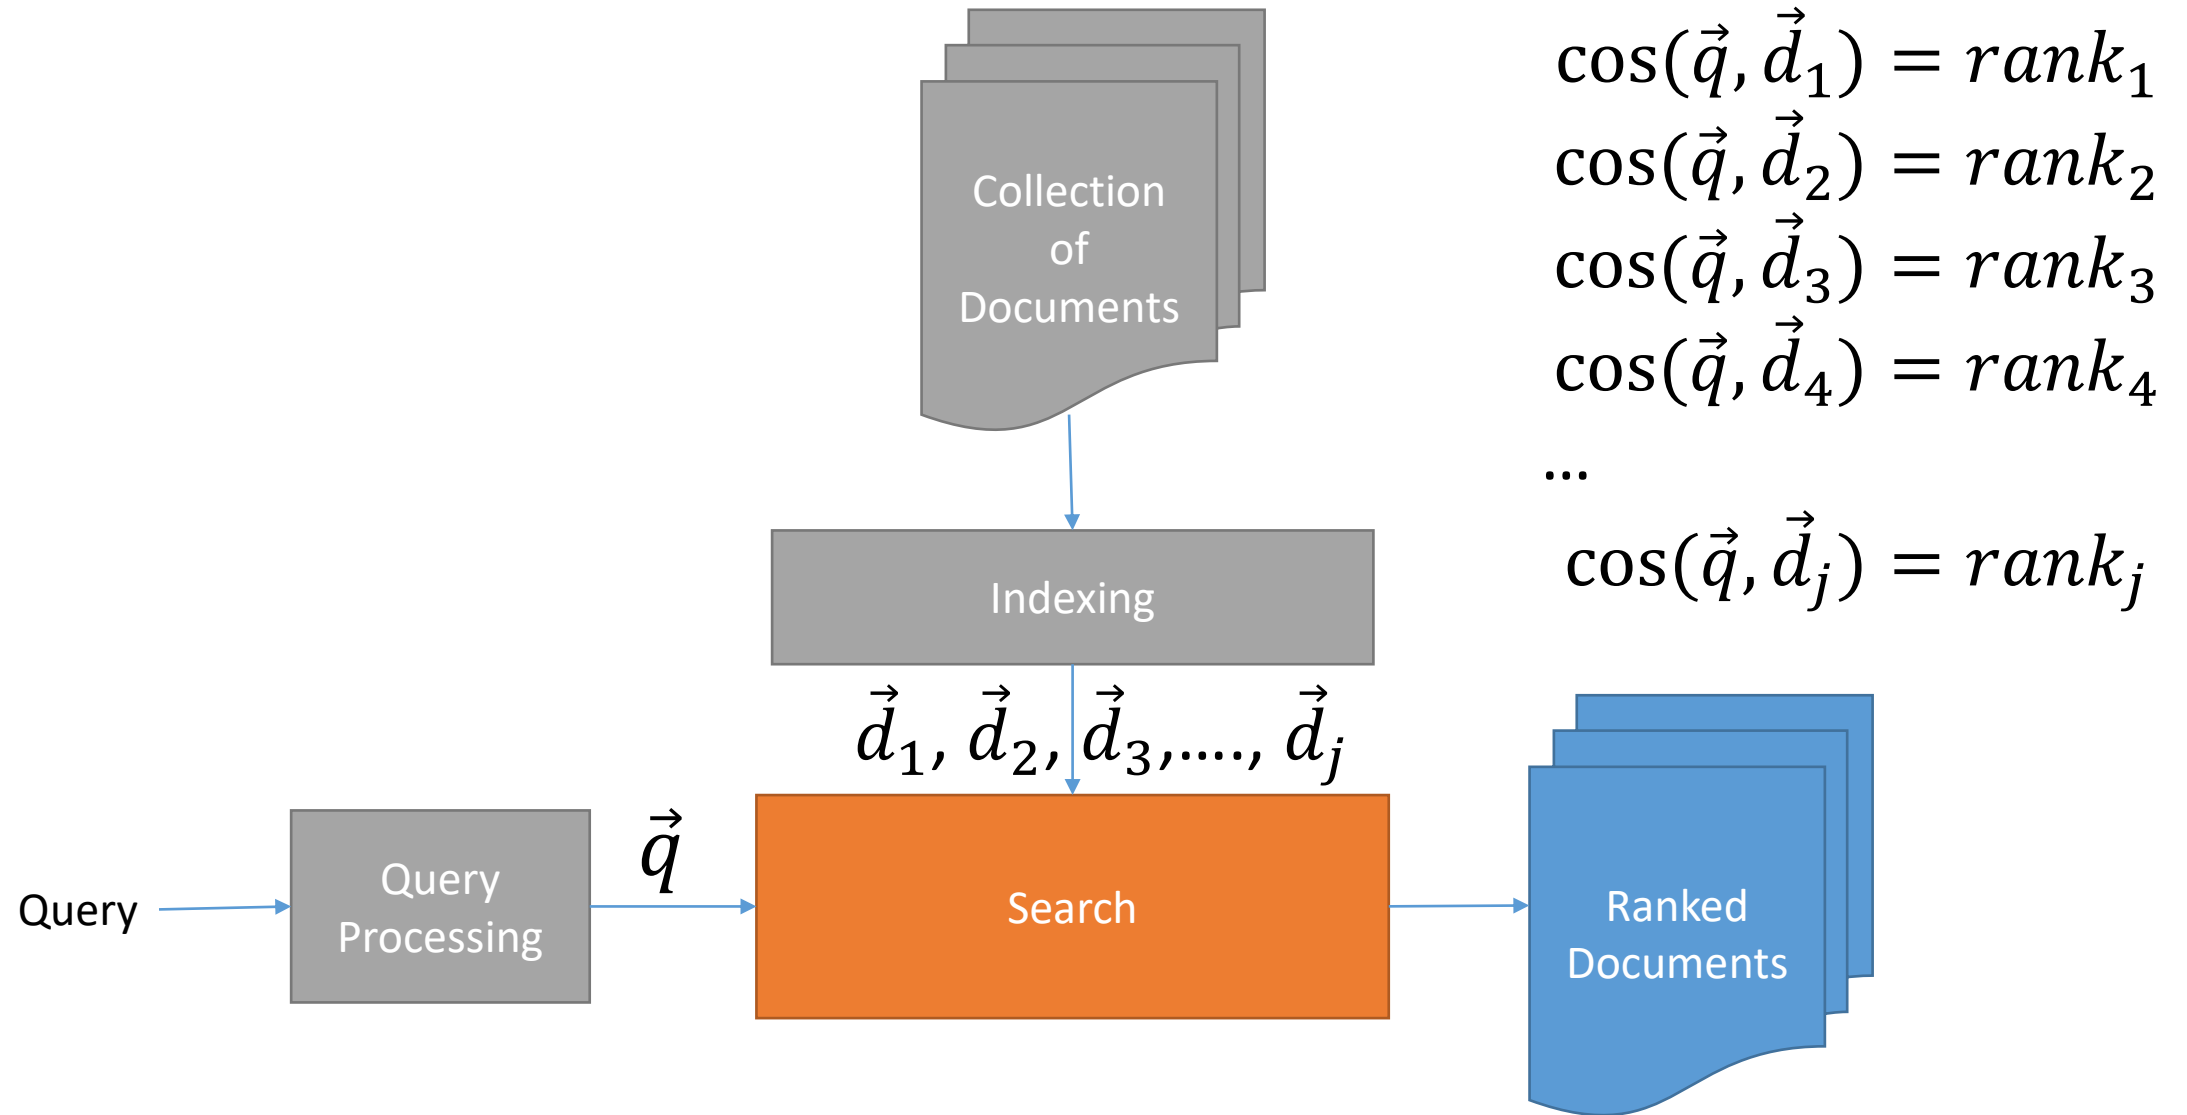 Collection
of
Documents
cos(q⃗, d⃗₁) = rank₁
cos(q⃗, d⃗₂) = rank₂
cos(q⃗, d⃗₃) = rank₃
cos(q⃗, d⃗₄) = rank₄
...
cos(q⃗, d⃗ⱼ) = rankⱼ
Indexing
d⃗₁, d⃗₂, d⃗₃,...., d⃗ⱼ
Query
Query
Processing
q⃗
Search
Ranked
Documents